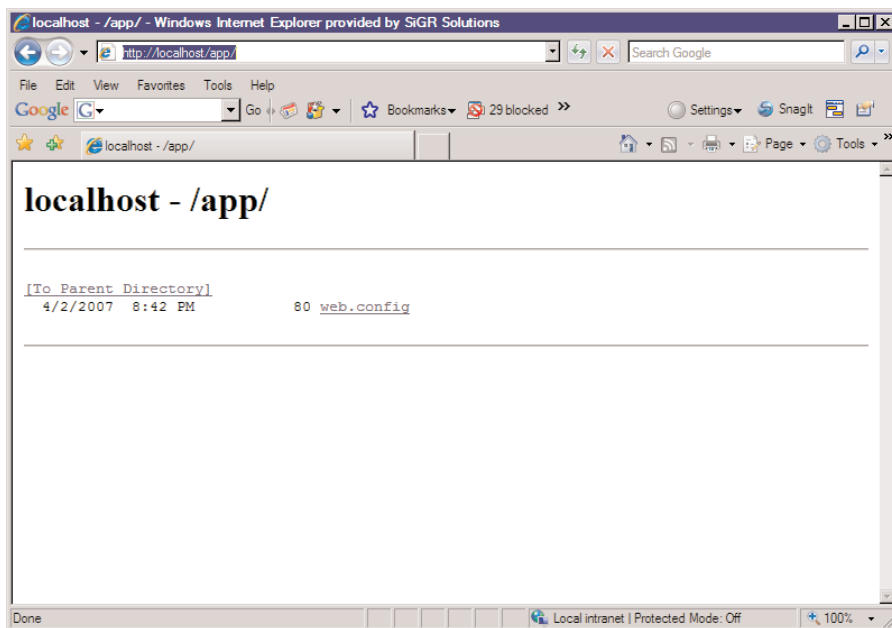 localhost - /app/ - Windows Internet Explorer provided by SiGR Solutions
http://localhost/app/
Search Google
File Edit View Favorites Tools Help
Google G Go Bookmarks 29 blocked » Settings SnagIt
localhost - /app/ Page Tools »
localhost - /app/
[To Parent Directory]
4/2/2007 8:42 PM 80 web.config
Done Local intranet | Protected Mode: Off 100%